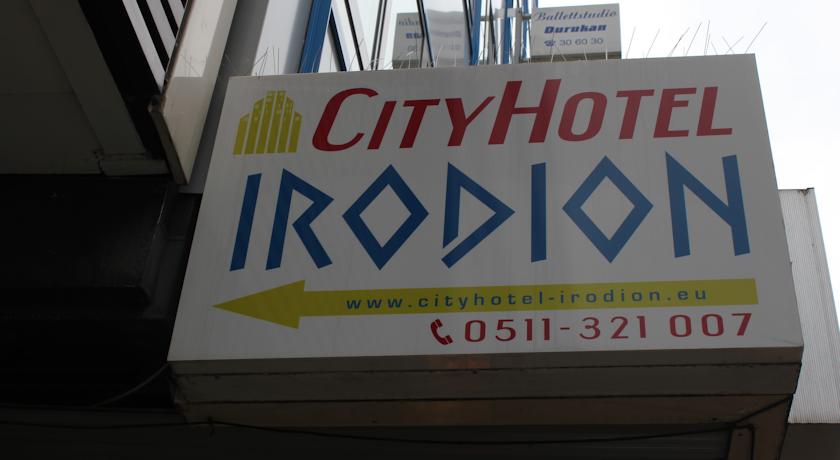 Ballettstudio
Durukan
☎ 30 60 30
CITYHOTEL
IRODION
www.cityhotel-irodion.eu
0511-321 007